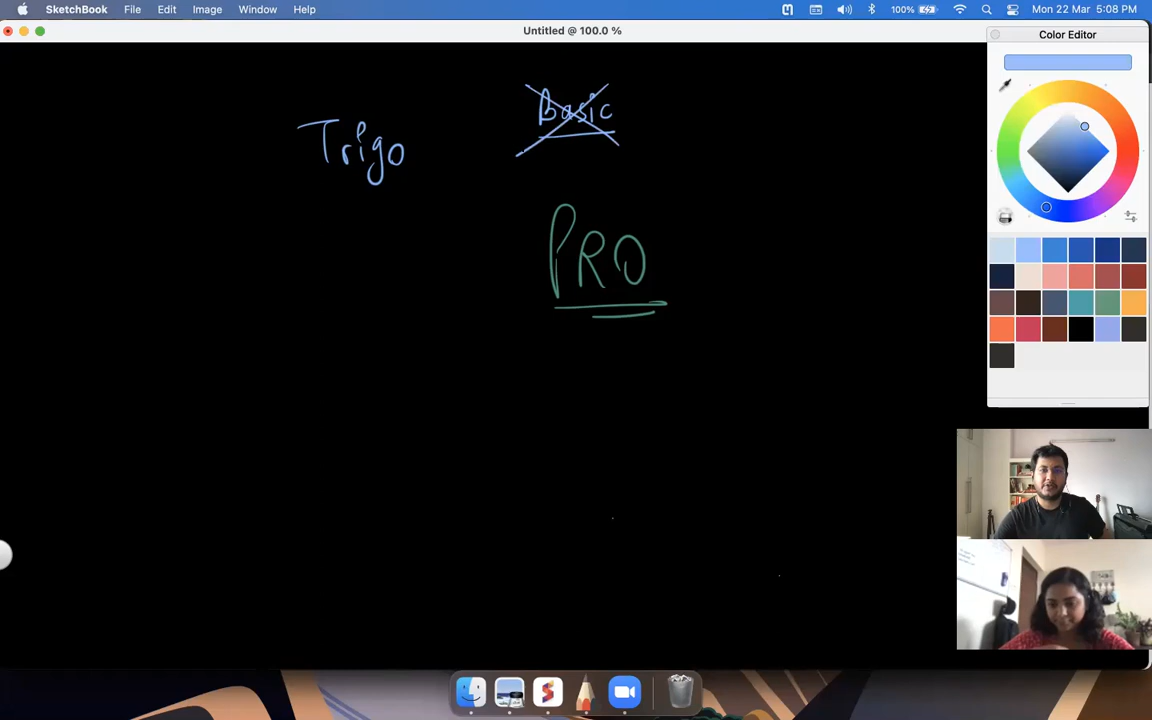 SketchBook File Edit Image Window Help 100% Mon 22 Mar 5:08 PM
Untitled @ 100.0 %
Color Editor
Basic
Trigo
PRO